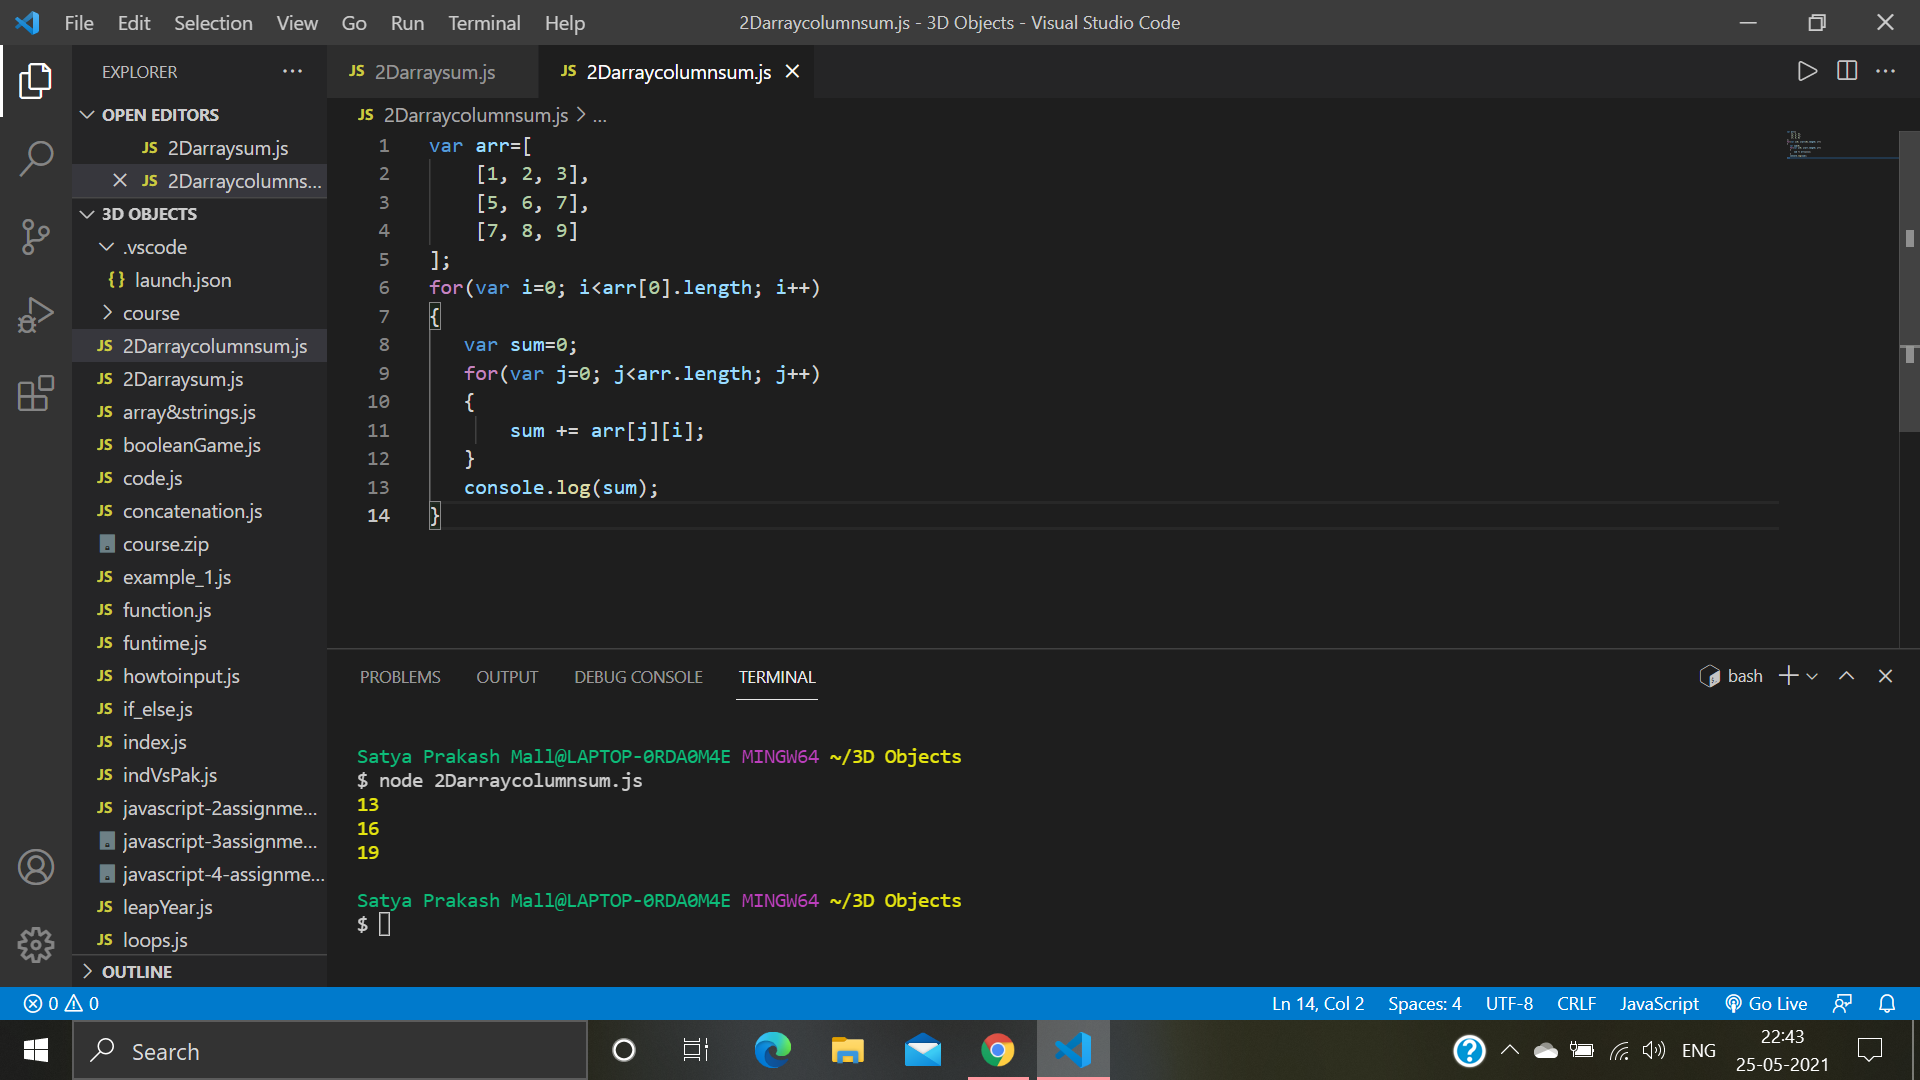 File Edit Selection View Go Run Terminal Help
2Darraycolumnsum.js - 3D Objects - Visual Studio Code
EXPLORER
OPEN EDITORS
JS 2Darraysum.js
JS 2Darraycolumns...
3D OBJECTS
.vscode
{} launch.json
course
JS 2Darraycolumnsum.js
JS 2Darraysum.js
JS array&strings.js
JS booleanGame.js
JS code.js
JS concatenation.js
course.zip
JS example_1.js
JS function.js
JS funtime.js
JS howtoinput.js
JS if_else.js
JS index.js
JS indVsPak.js
JS javascript-2assignme...
javascript-3assignme...
javascript-4-assignme...
JS leapYear.js
JS loops.js
OUTLINE
JS 2Darraysum.js JS 2Darraycolumnsum.js
JS 2Darraycolumnsum.js > ...
1 var arr=[
2 [1, 2, 3],
3 [5, 6, 7],
4 [7, 8, 9]
5 ];
6 for(var i=0; i<arr[0].length; i++)
7 {
8 var sum=0;
9 for(var j=0; j<arr.length; j++)
10 {
11 sum += arr[j][i];
12 }
13 console.log(sum);
14 }
PROBLEMS OUTPUT DEBUG CONSOLE TERMINAL
bash
Satya Prakash Mall@LAPTOP-0RDA0M4E MINGW64 ~/3D Objects
$ node 2Darraycolumnsum.js
13
16
19
Satya Prakash Mall@LAPTOP-0RDA0M4E MINGW64 ~/3D Objects
$
0 0
Ln 14, Col 2 Spaces: 4 UTF-8 CRLF JavaScript Go Live
Search
ENG
22:43
25-05-2021